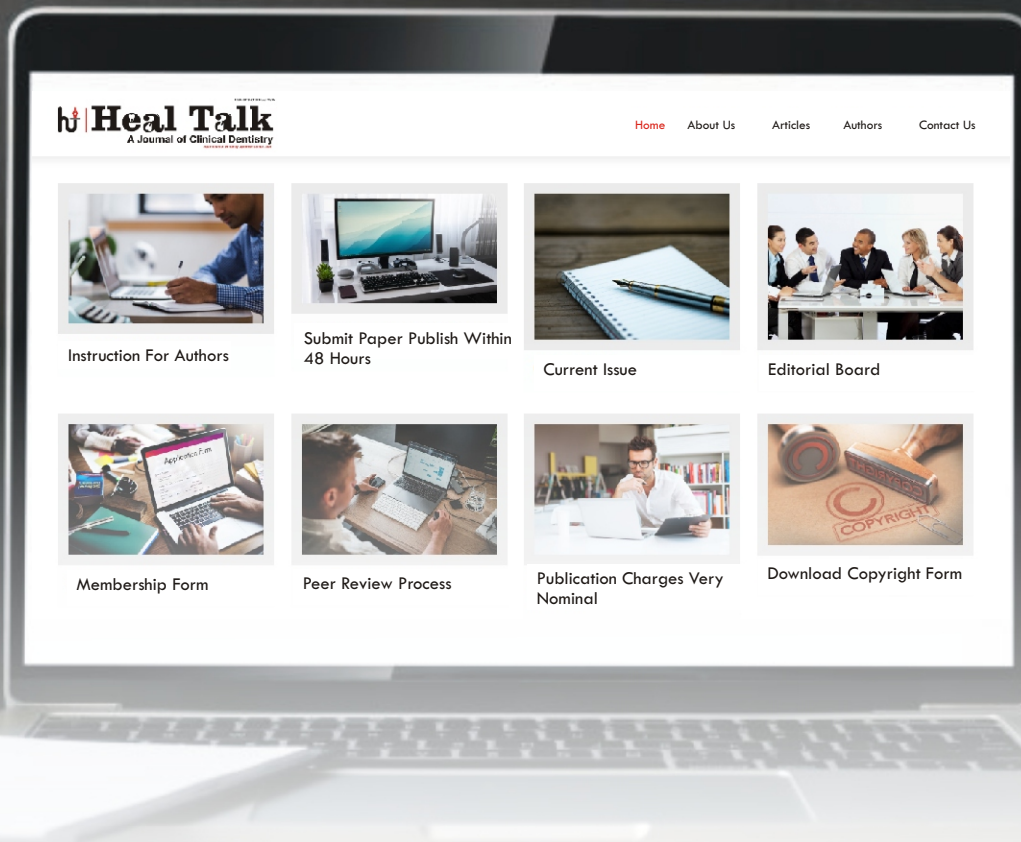 Heal Talk
A Journal of Clinical Dentistry
Home
About Us
Articles
Authors
Contact Us
Instruction For Authors
Submit Paper Publish Within
48 Hours
Current Issue
Editorial Board
Application Form
COPYRIGHT
Membership Form
Peer Review Process
Publication Charges Very
Nominal
Download Copyright Form